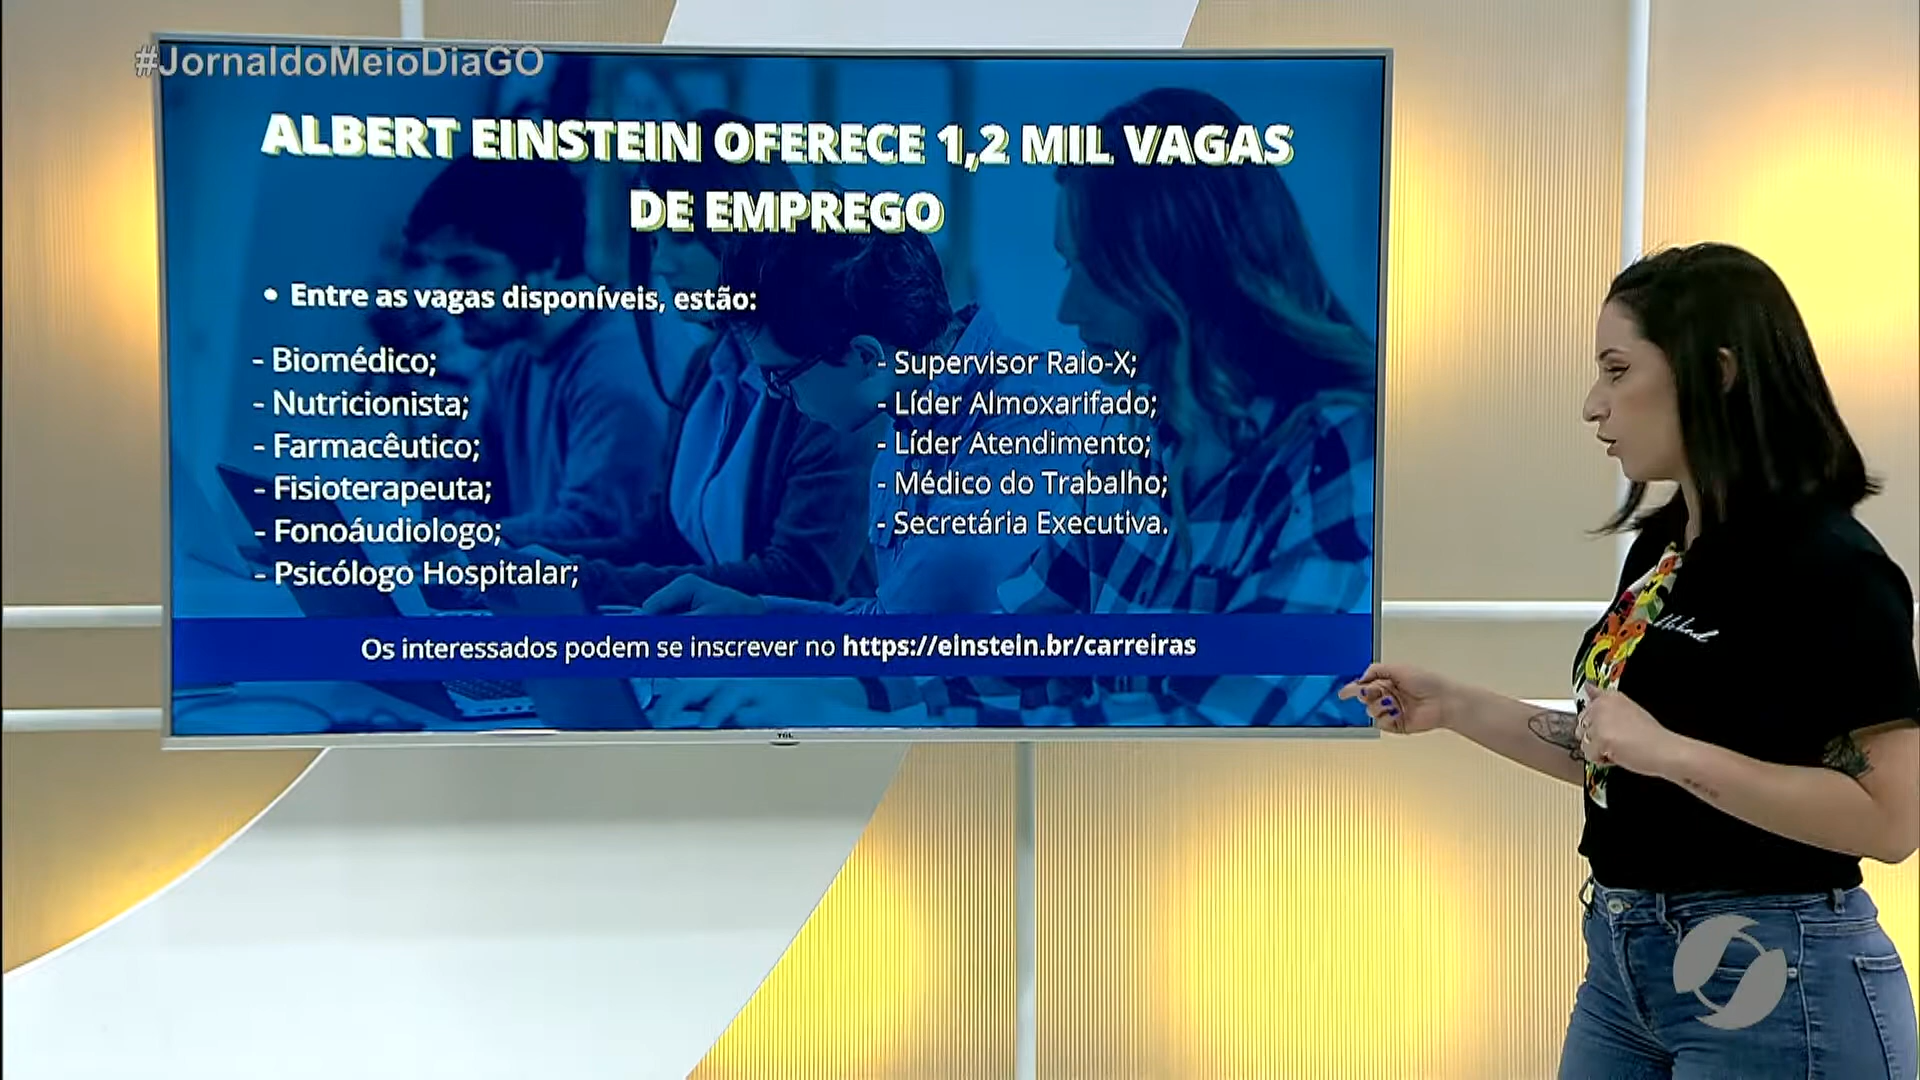 #JornaldoMeioDiaGO
ALBERT EINSTEIN OFERECE 1,2 MIL VAGAS
DE EMPREGO
• Entre as vagas disponíveis, estão:
- Biomédico;
- Nutricionista;
- Farmacêutico;
- Fisioterapeuta;
- Fonoáudiologo;
- Psicólogo Hospitalar;
- Supervisor Raio-X;
- Líder Almoxarifado;
- Líder Atendimento;
- Médico do Trabalho;
- Secretária Executiva.
Os interessados podem se inscrever no https://einstein.br/carreiras
TCL